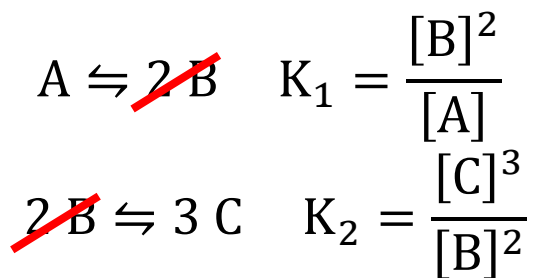 A ⇋ 2 B K₁ = [B]² / [A]
2 B ⇋ 3 C K₂ = [C]³ / [B]²